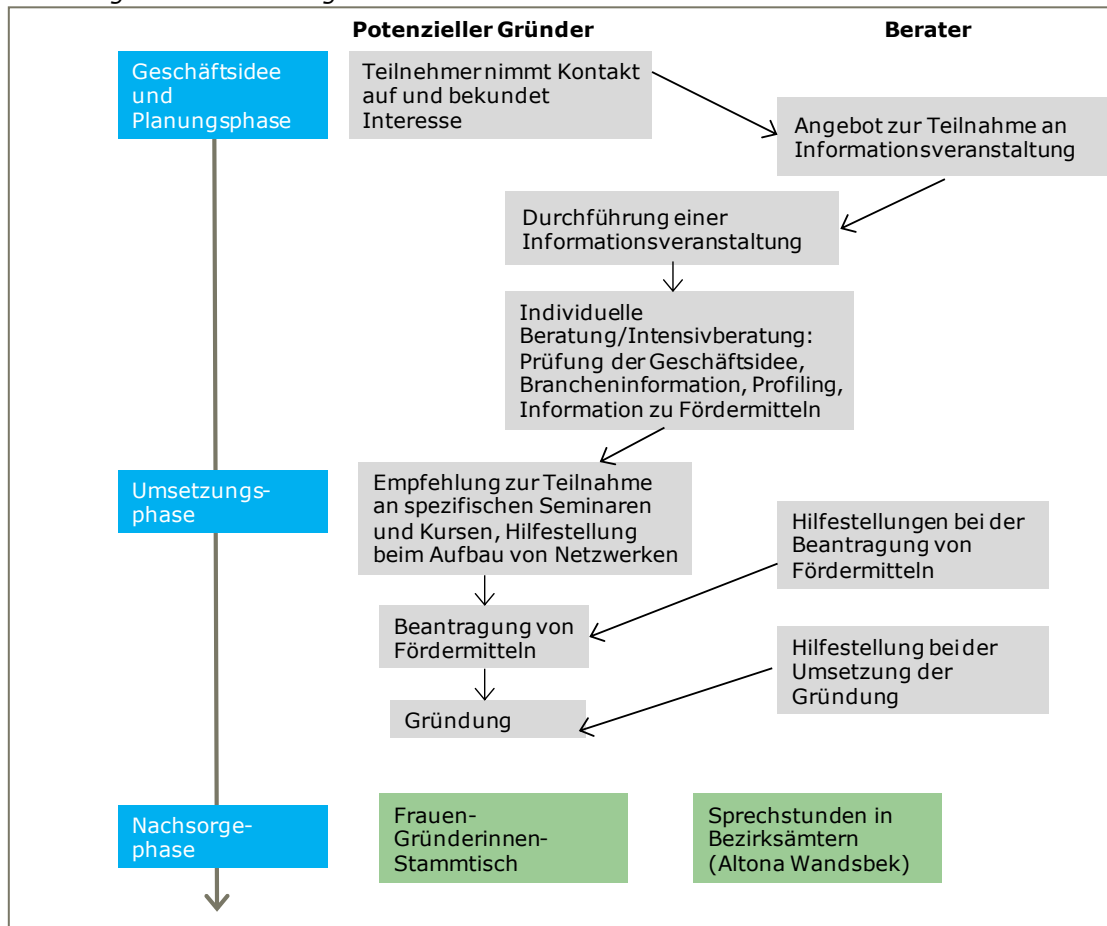 Potenzieller Gründer
Berater
Geschäftsidee
und
Planungsphase
Teilnehmer nimmt Kontakt
auf und bekundet
Interesse
Angebot zur Teilnahme an
Informationsveranstaltung
Durchführung einer
Informationsveranstaltung
Individuelle
Beratung/Intensivberatung:
Prüfung der Geschäftsidee,
Brancheninformation, Profiling,
Information zu Fördermitteln
Umsetzungs-
phase
Empfehlung zur Teilnahme
an spezifischen Seminaren
und Kursen, Hilfestellung
beim Aufbau von Netzwerken
Hilfestellungen bei der
Beantragung von
Fördermitteln
Beantragung von
Fördermitteln
Hilfestellung bei der
Umsetzung der
Gründung
Gründung
Nachsorge-
phase
Frauen-
Gründerinnen-
Stammtisch
Sprechstunden in
Bezirksämtern
(Altona Wandsbek)